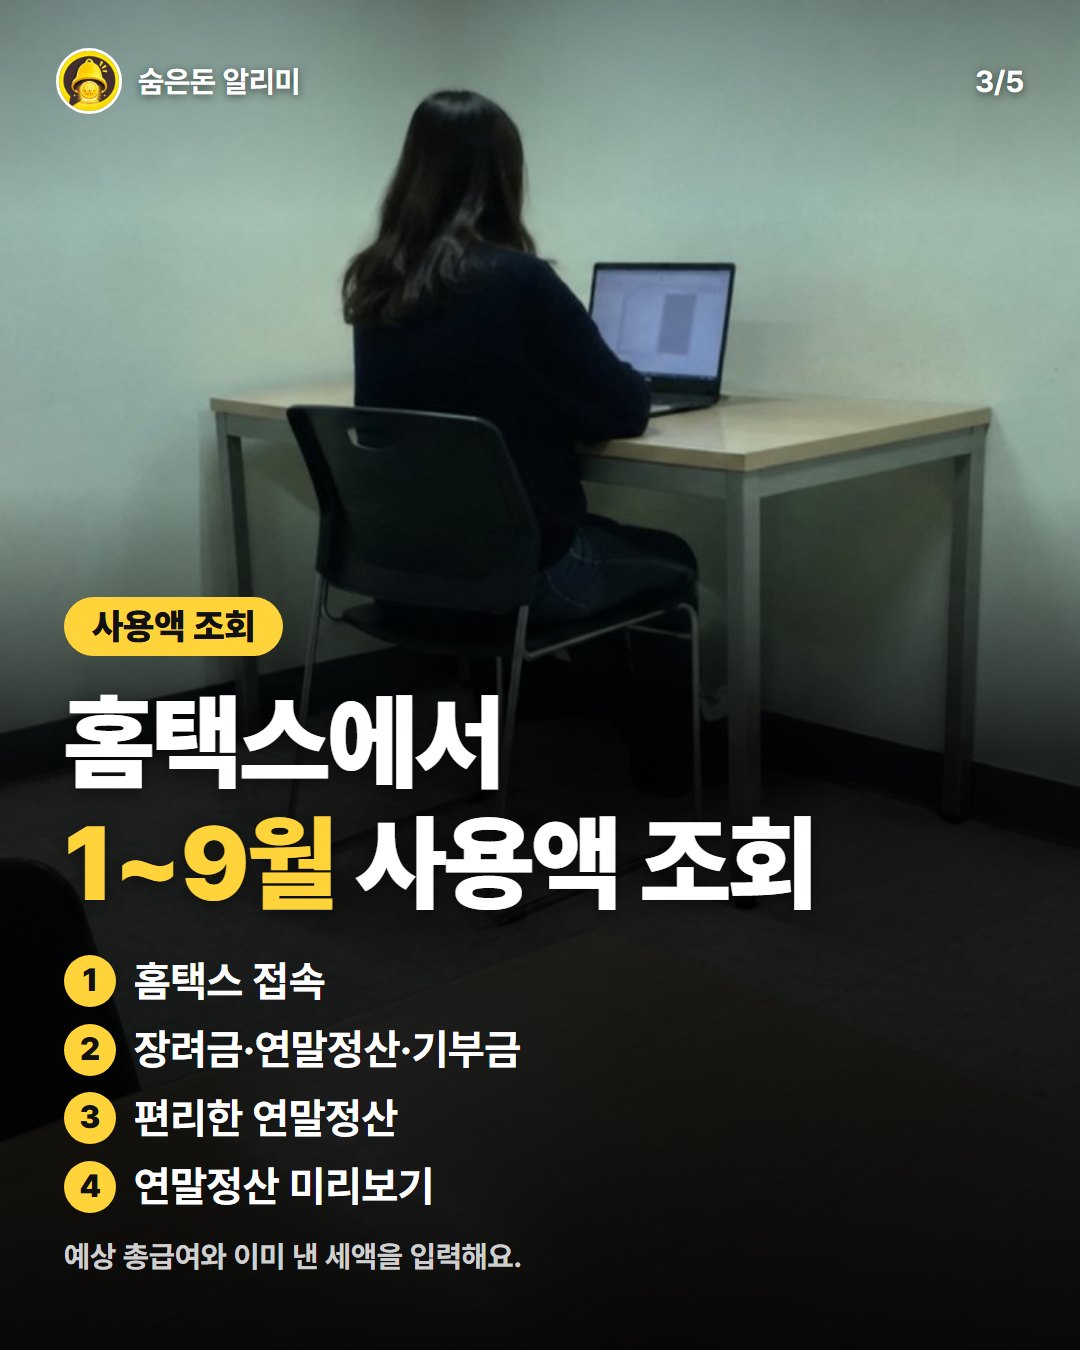 숨은돈 알리미
3/5
사용액 조회
홈택스에서
1~9월 사용액 조회
1 홈택스 접속
2 장려금·연말정산·기부금
3 편리한 연말정산
4 연말정산 미리보기
예상 총급여와 이미 낸 세액을 입력해요.